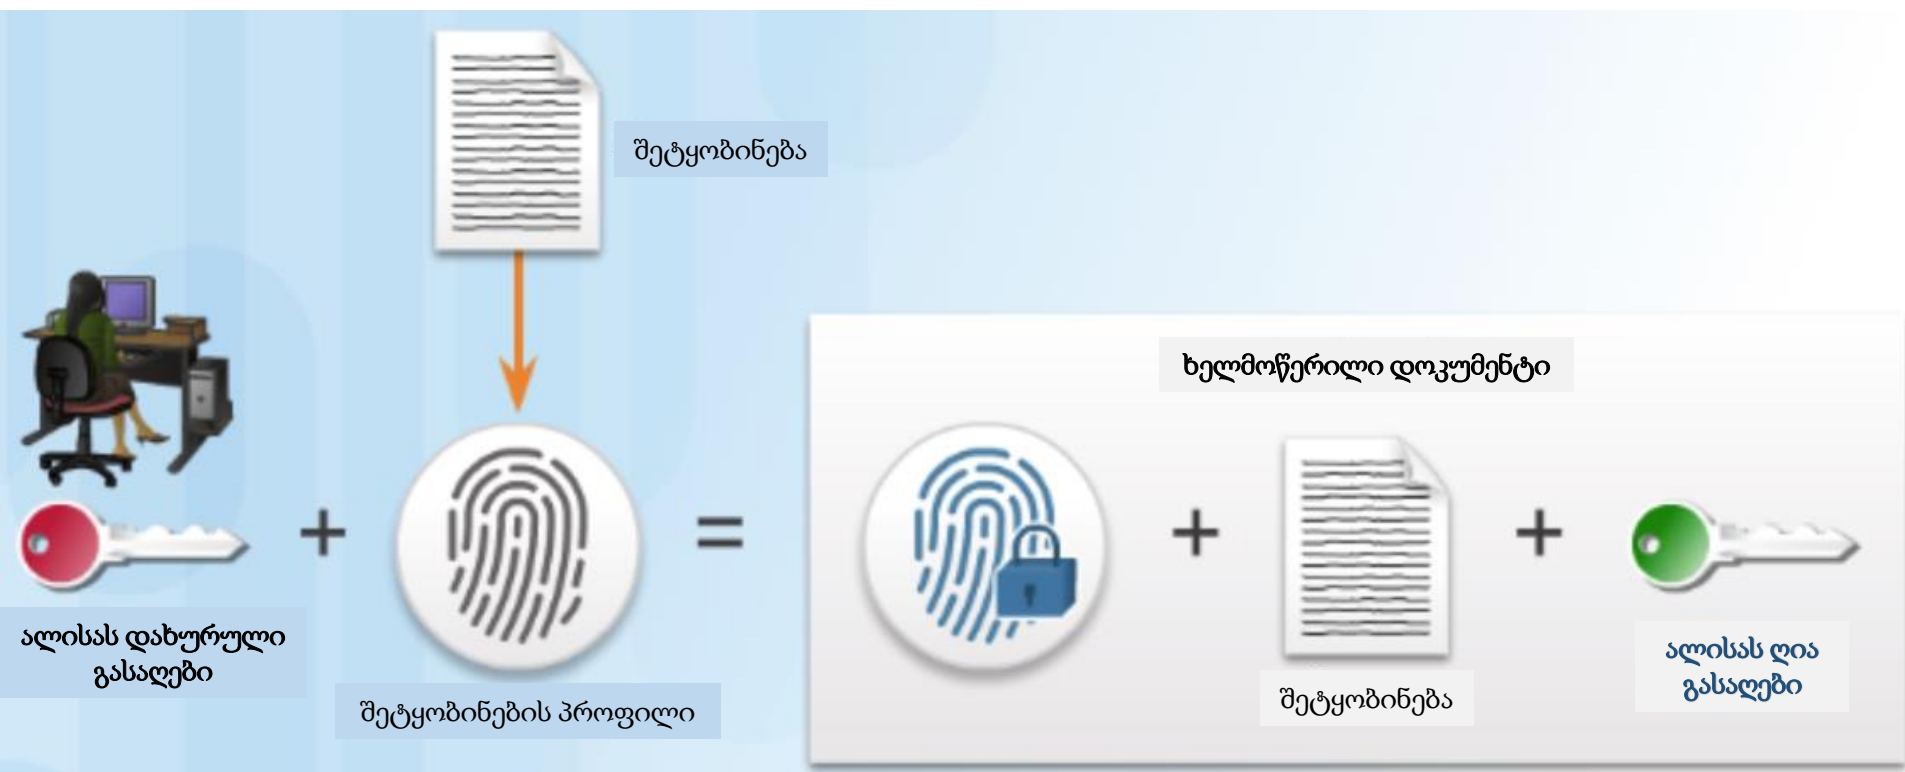 შეტყობინება
ხელმოწერილი დოკუმენტი
ალისას დახურული
გასაღები
შეტყობინების პროფილი
შეტყობინება
ალისას ღია
გასაღები